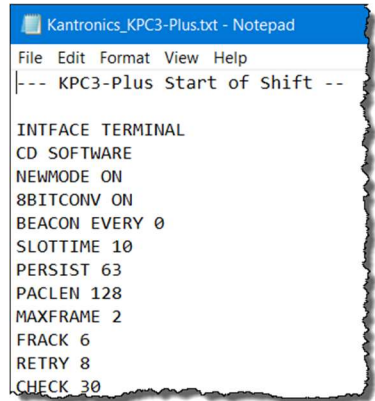 Kantronics_KPC3-Plus.txt - Notepad
File Edit Format View Help
--- KPC3-Plus Start of Shift --
INTFACE TERMINAL
CD SOFTWARE
NEWMODE ON
8BITCONV ON
BEACON EVERY 0
SLOTTIME 10
PERSIST 63
PACLEN 128
MAXFRAME 2
FRACK 6
RETRY 8
CHECK 30